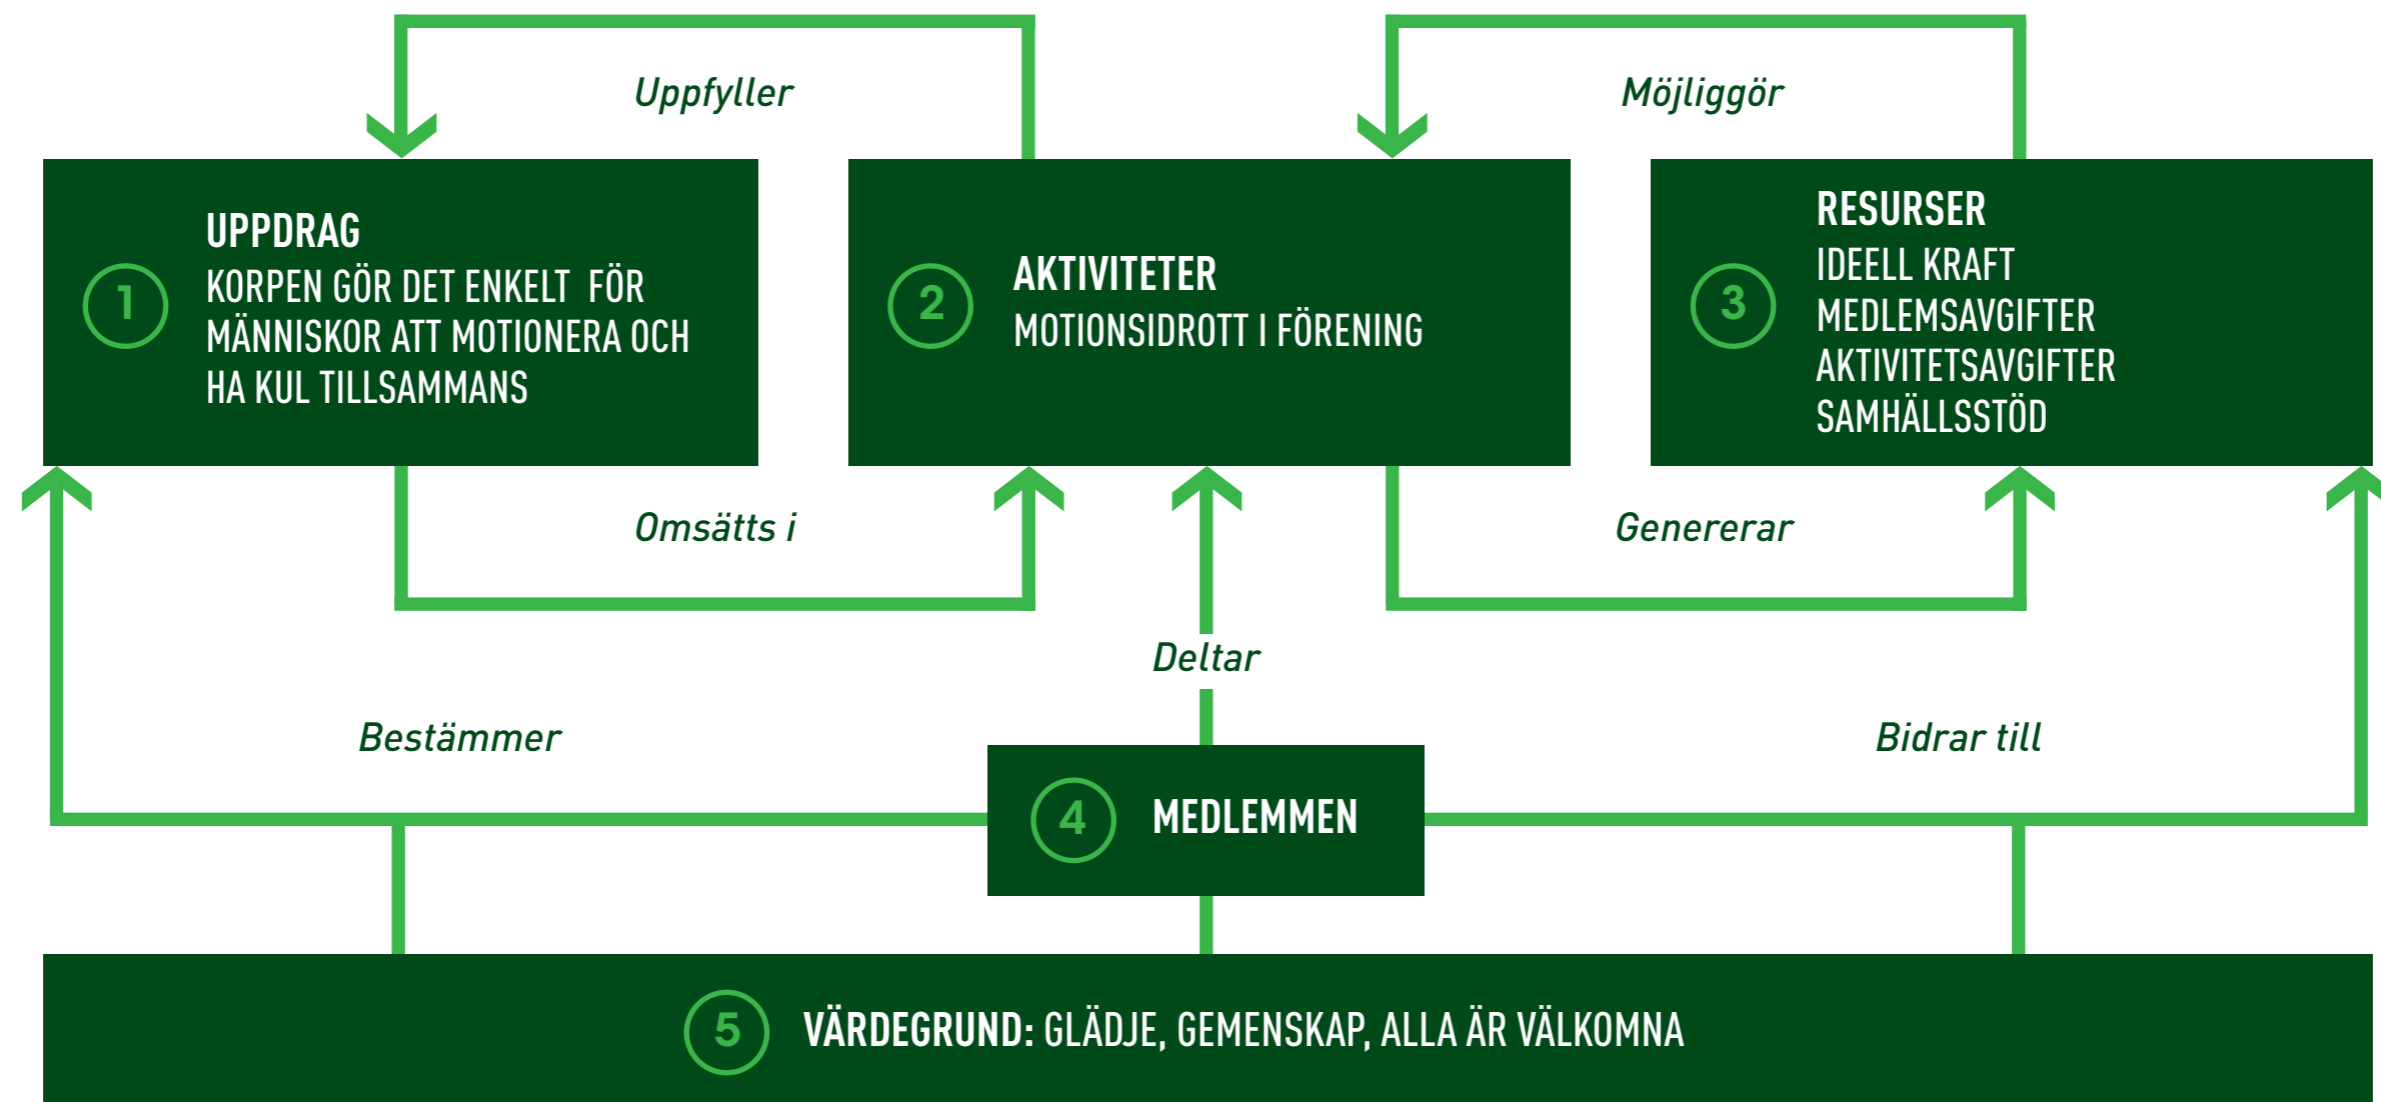 Uppfyller
Möjliggör
1
UPPDRAG
KORPEN GÖR DET ENKELT FÖR
MÄNNISKOR ATT MOTIONERA OCH
HA KUL TILLSAMMANS
2
AKTIVITETER
MOTIONSIDROTT I FÖRENING
3
RESURSER
IDEELL KRAFT
MEDLEMSAVGIFTER
AKTIVITETSAVGIFTER
SAMHÄLLSSTÖD
Omsätts i
Genererar
Deltar
Bestämmer
Bidrar till
4
MEDLEMMEN
5
VÄRDEGRUND: GLÄDJE, GEMENSKAP, ALLA ÄR VÄLKOMNA